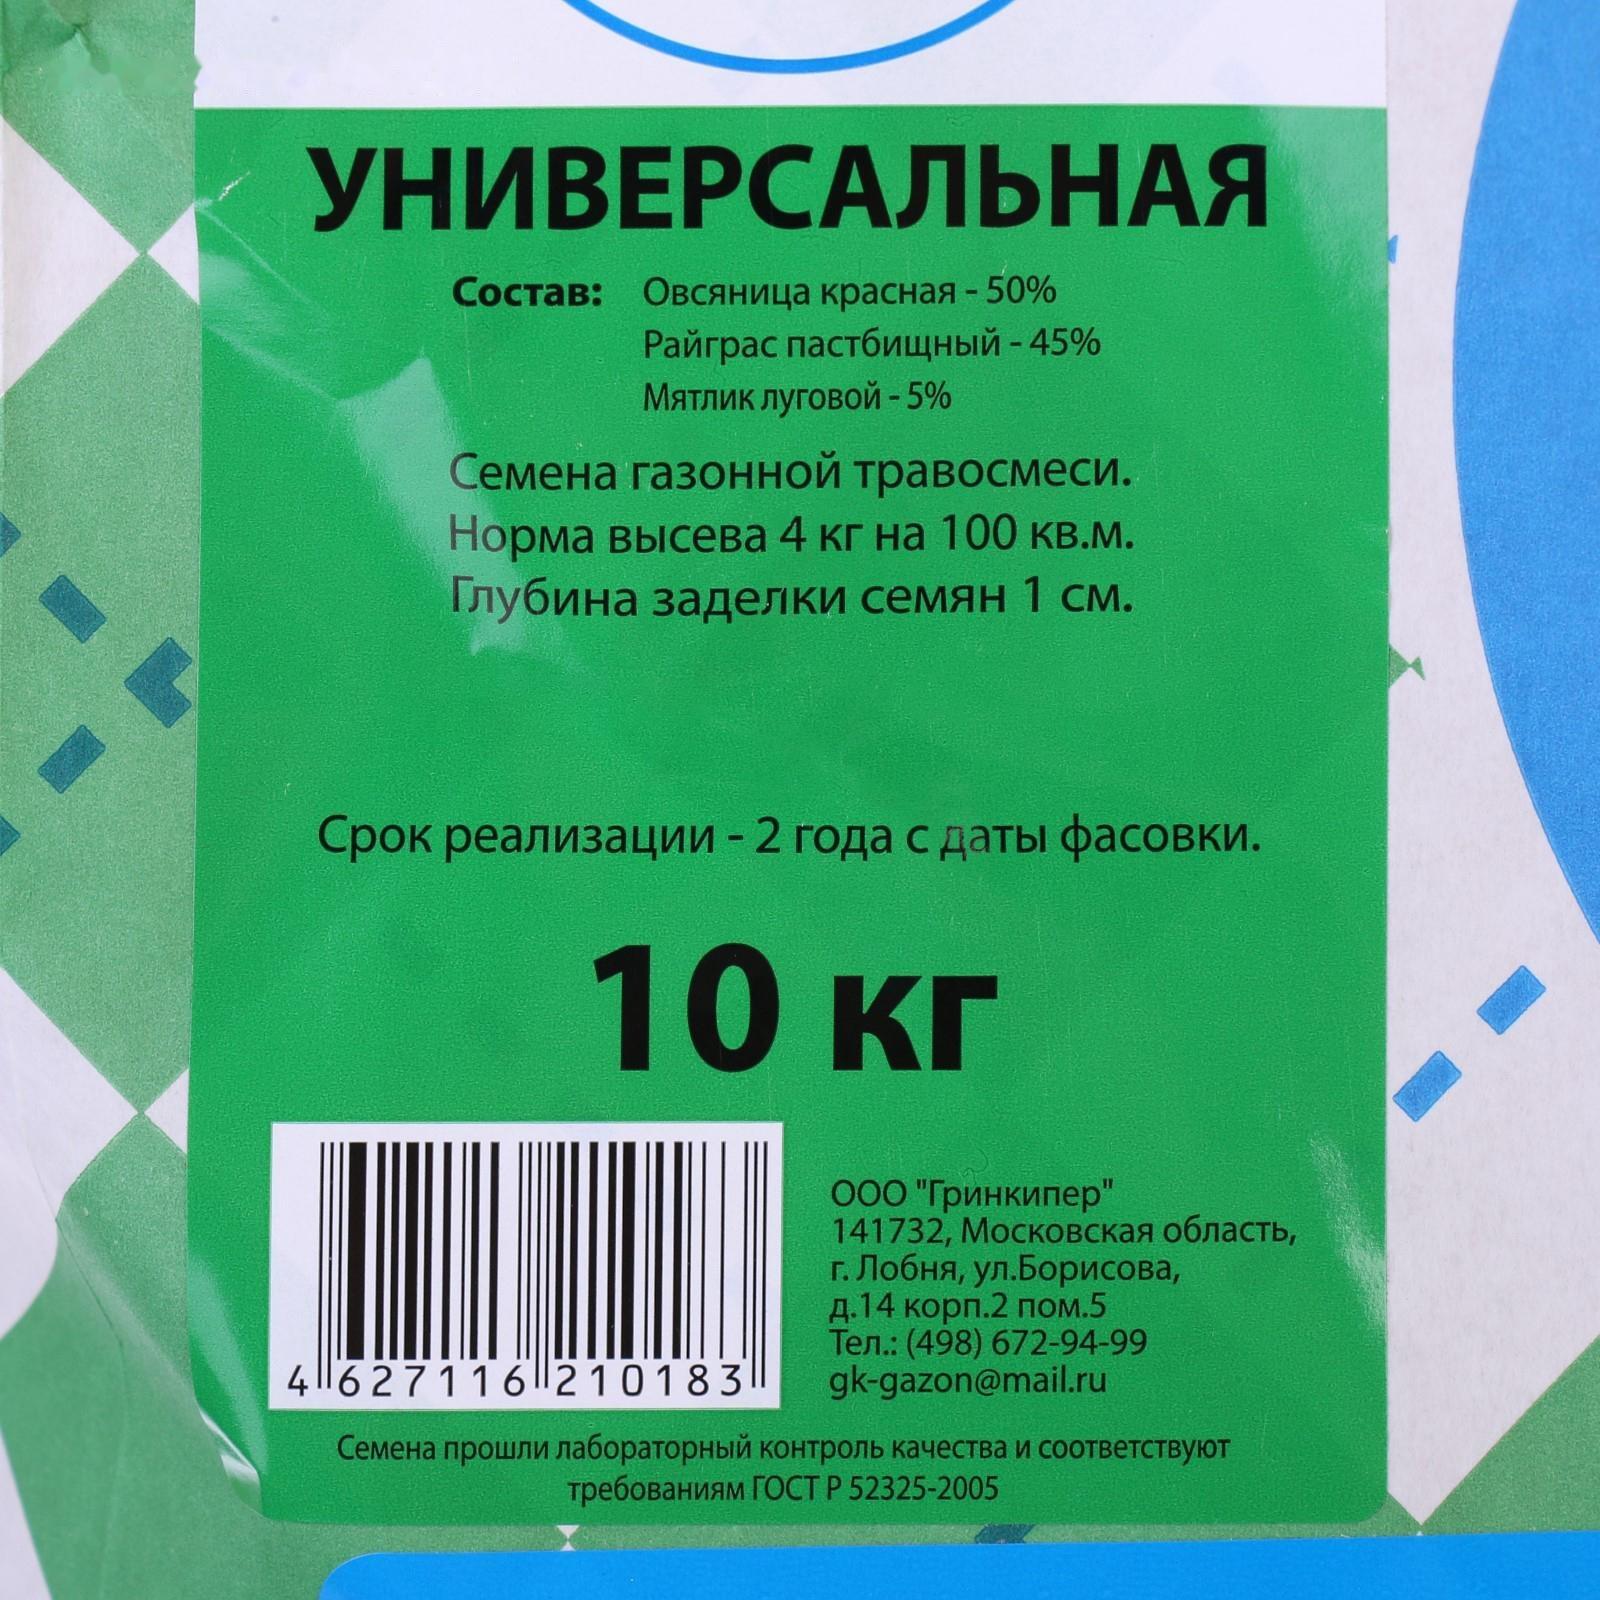 УНИВЕРСАЛЬНАЯ
Состав: Овсяница красная - 50%
Райграс пастбищный - 45%
Мятлик луговой - 5%
Семена газонной травосмеси.
Норма высева 4 кг на 100 кв.м.
Глубина заделки семян 1 см.
Срок реализации - 2 года с даты фасовки.
10 кг
4 627116 210183
ООО "Гринкипер"
141732, Московская область,
г. Лобня, ул.Борисова,
д.14 корп.2 пом.5
Тел.: (498) 672-94-99
gk-gazon@mail.ru
Семена прошли лабораторный контроль качества и соответствуют
требованиям ГОСТ Р 52325-2005